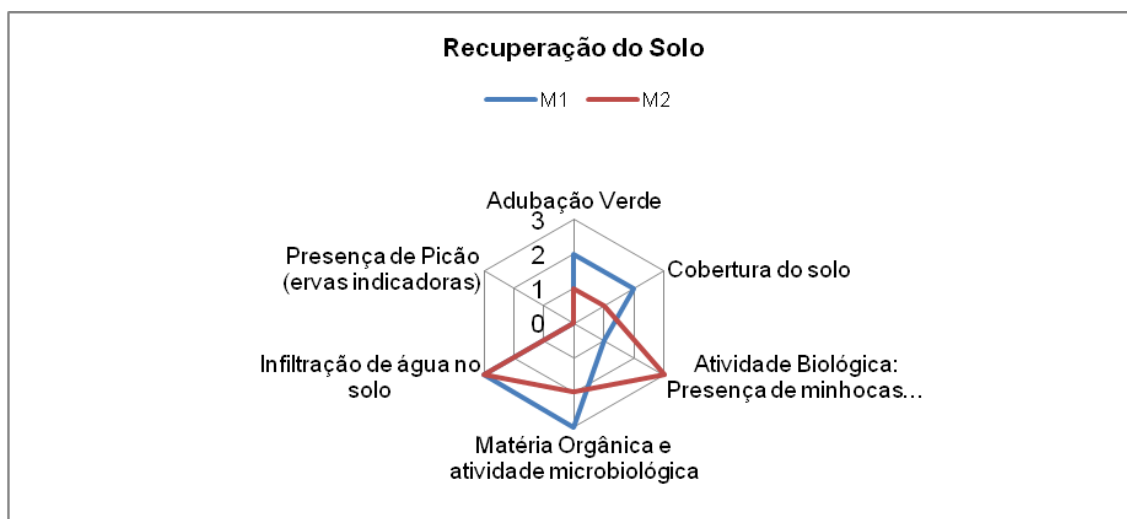 Recuperação do Solo
M1 M2
Adubação Verde
3
2
1
0
Cobertura do solo
Atividade Biológica:
Presença de minhocas...
Matéria Orgânica e
atividade microbiológica
Infiltração de água no
solo
Presença de Picão
(ervas indicadoras)